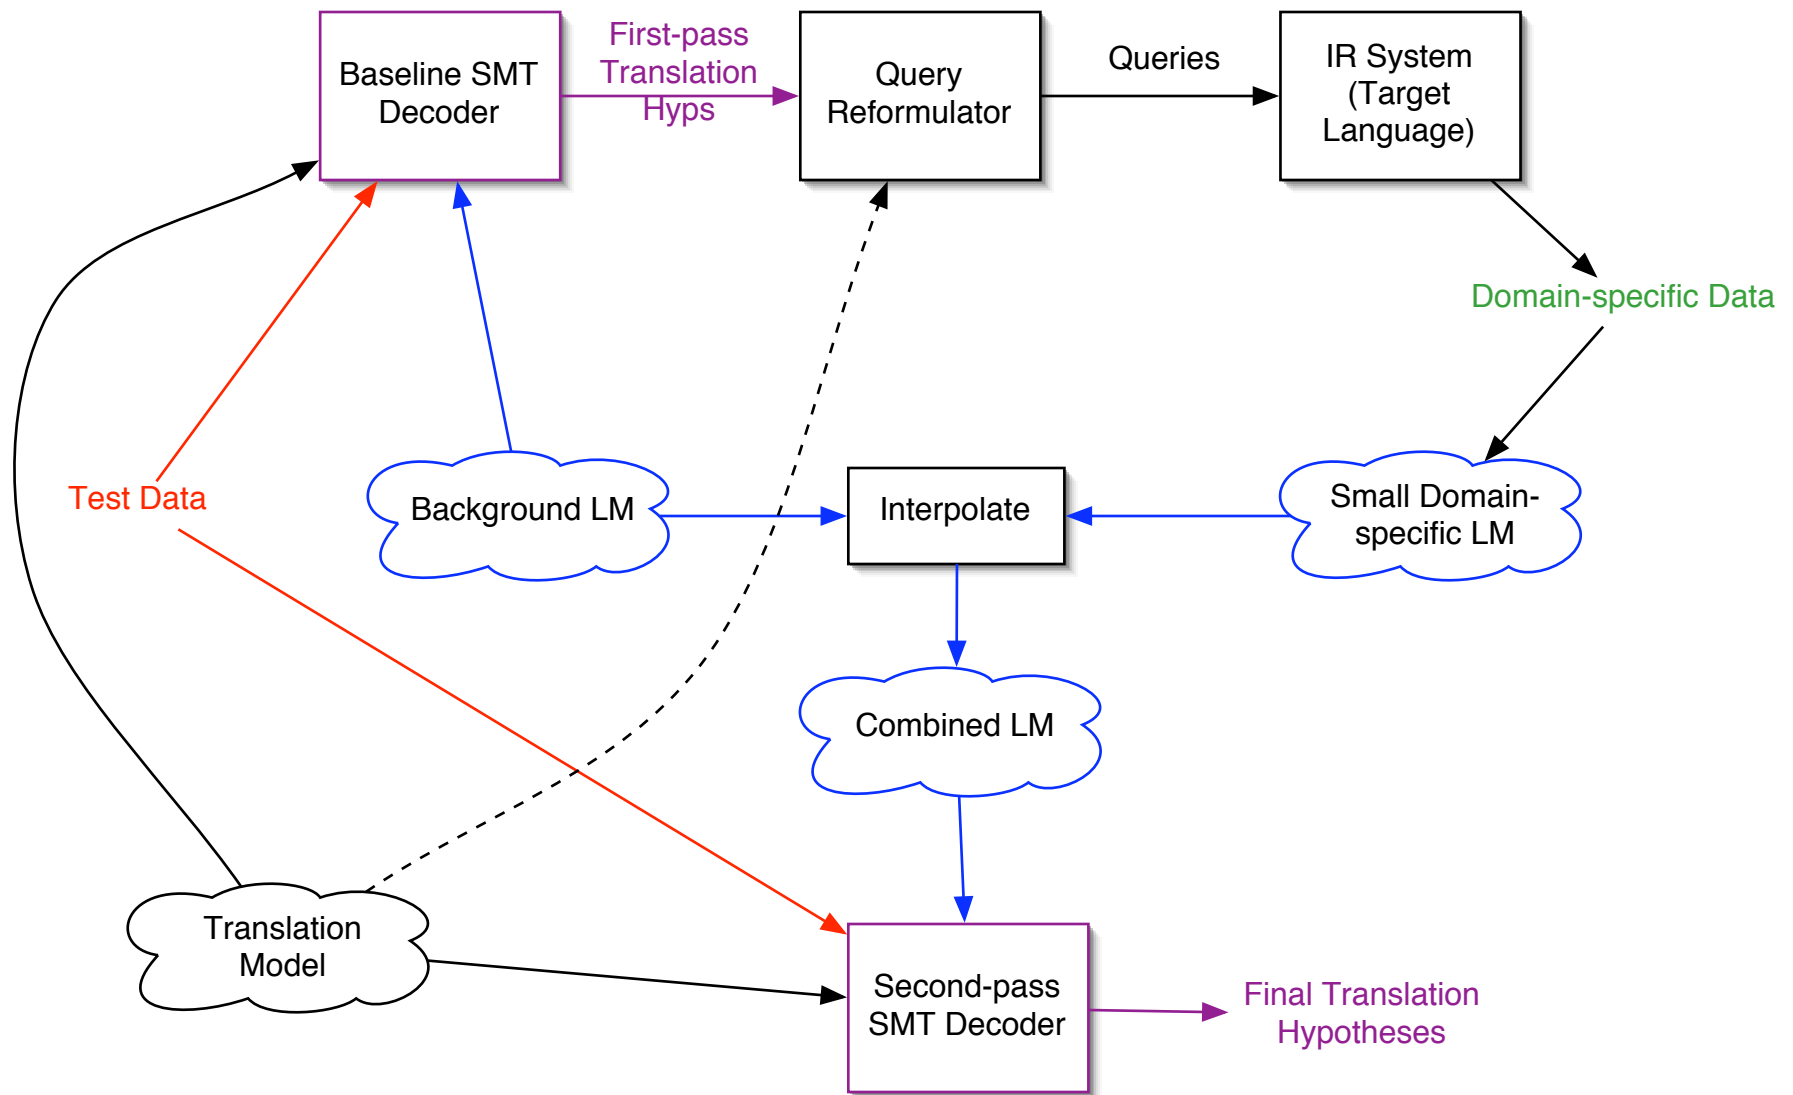 Baseline SMT
Decoder
First-pass
Translation
Hyps
Query
Reformulator
Queries
IR System
(Target
Language)
Domain-specific Data
Test Data
Background LM
Interpolate
Small Domain-
specific LM
Combined LM
Translation
Model
Second-pass
SMT Decoder
Final Translation
Hypotheses